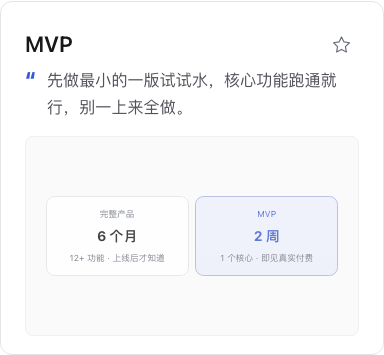 MVP
“ 先做最小的一版试试水，核心功能跑通就
行，别一上来全做。
完整产品
6 个月
12+ 功能 · 上线后才知道
MVP
2 周
1 个核心 · 即见真实付费